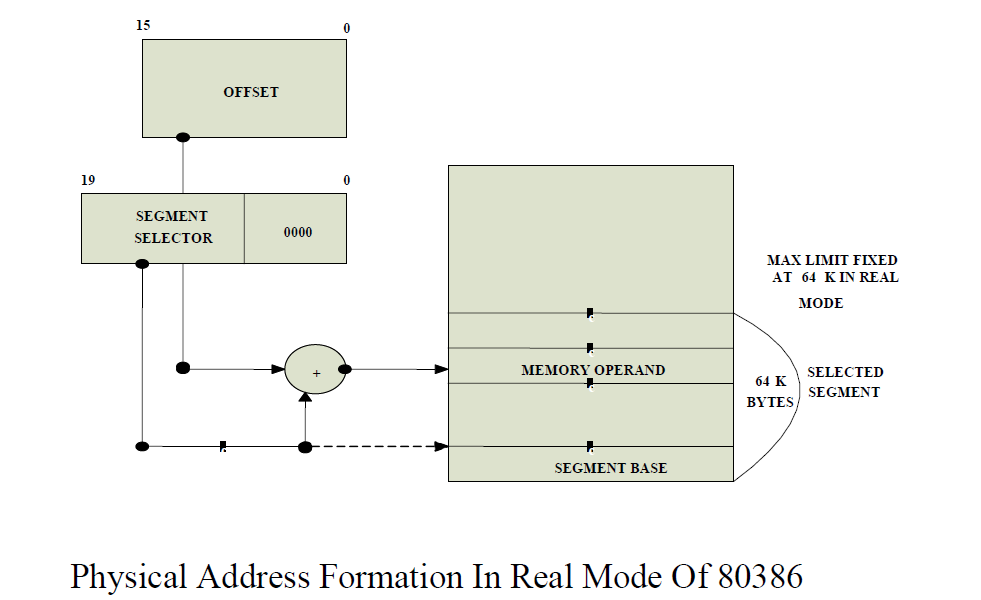 15
0
OFFSET
19
0
SEGMENT
SELECTOR
0000
MAX LIMIT FIXED
AT 64 K IN REAL
MODE
+
MEMORY OPERAND
64 K
BYTES
SELECTED
SEGMENT
SEGMENT BASE
Physical Address Formation In Real Mode Of 80386